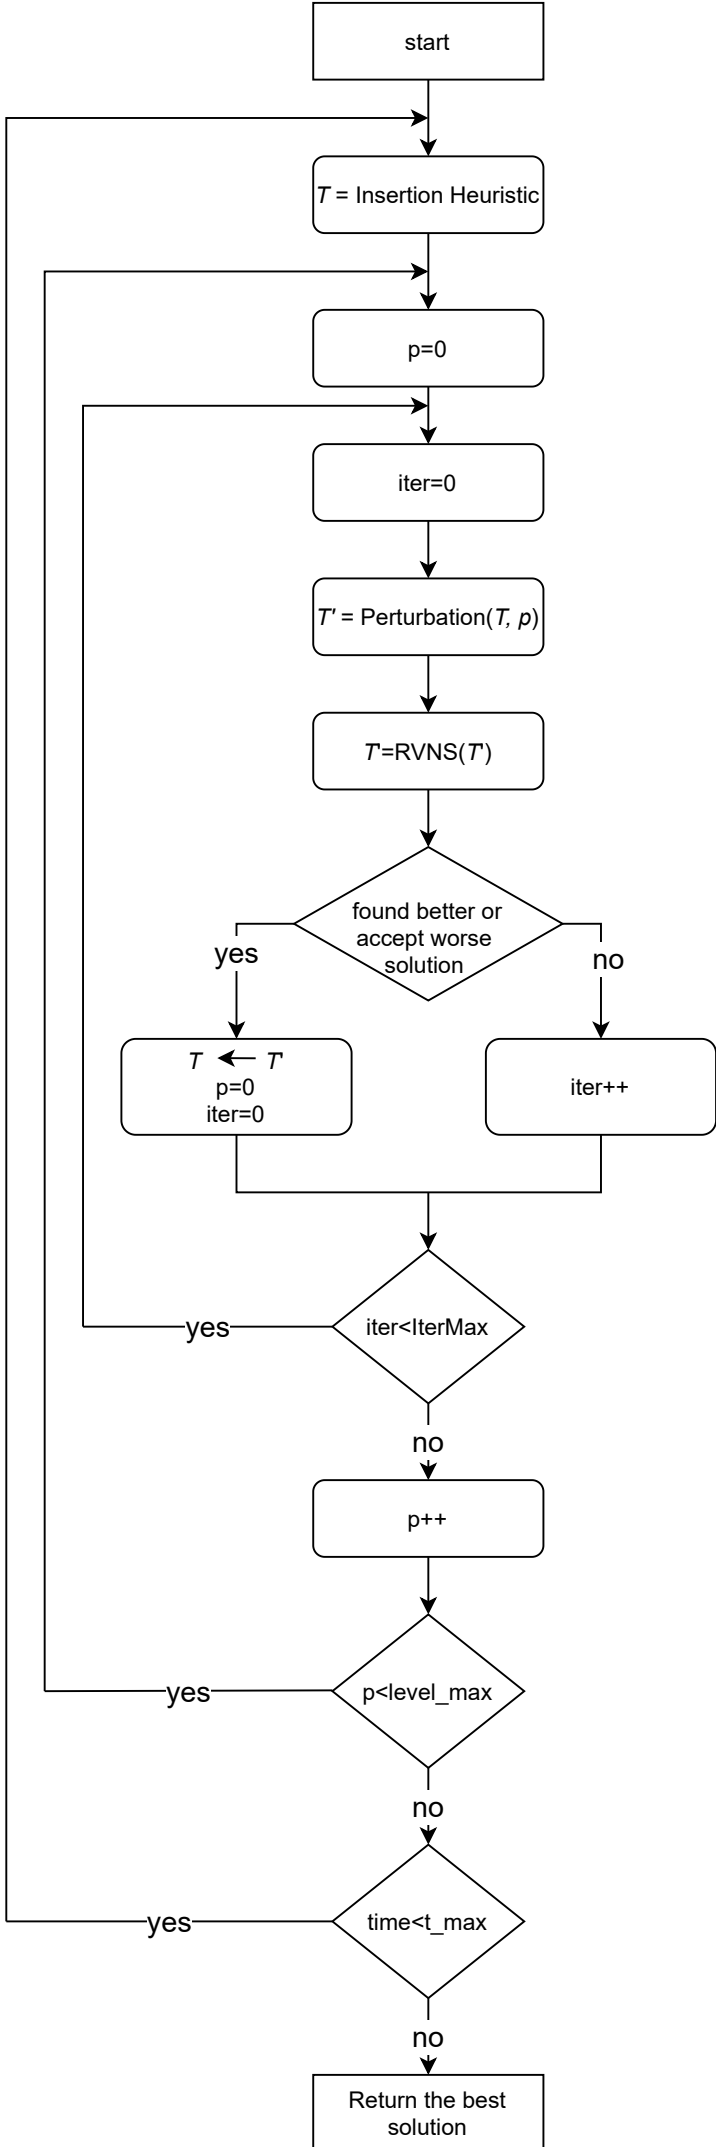 start
T = Insertion Heuristic
p=0
iter=0
T' = Perturbation(T, p)
T'=RVNS(T')
found better or
accept worse
solution
yes
no
T ← T'
p=0
iter=0
iter++
iter<IterMax
yes
no
p++
p<level_max
yes
no
time<t_max
yes
no
Return the best
solution